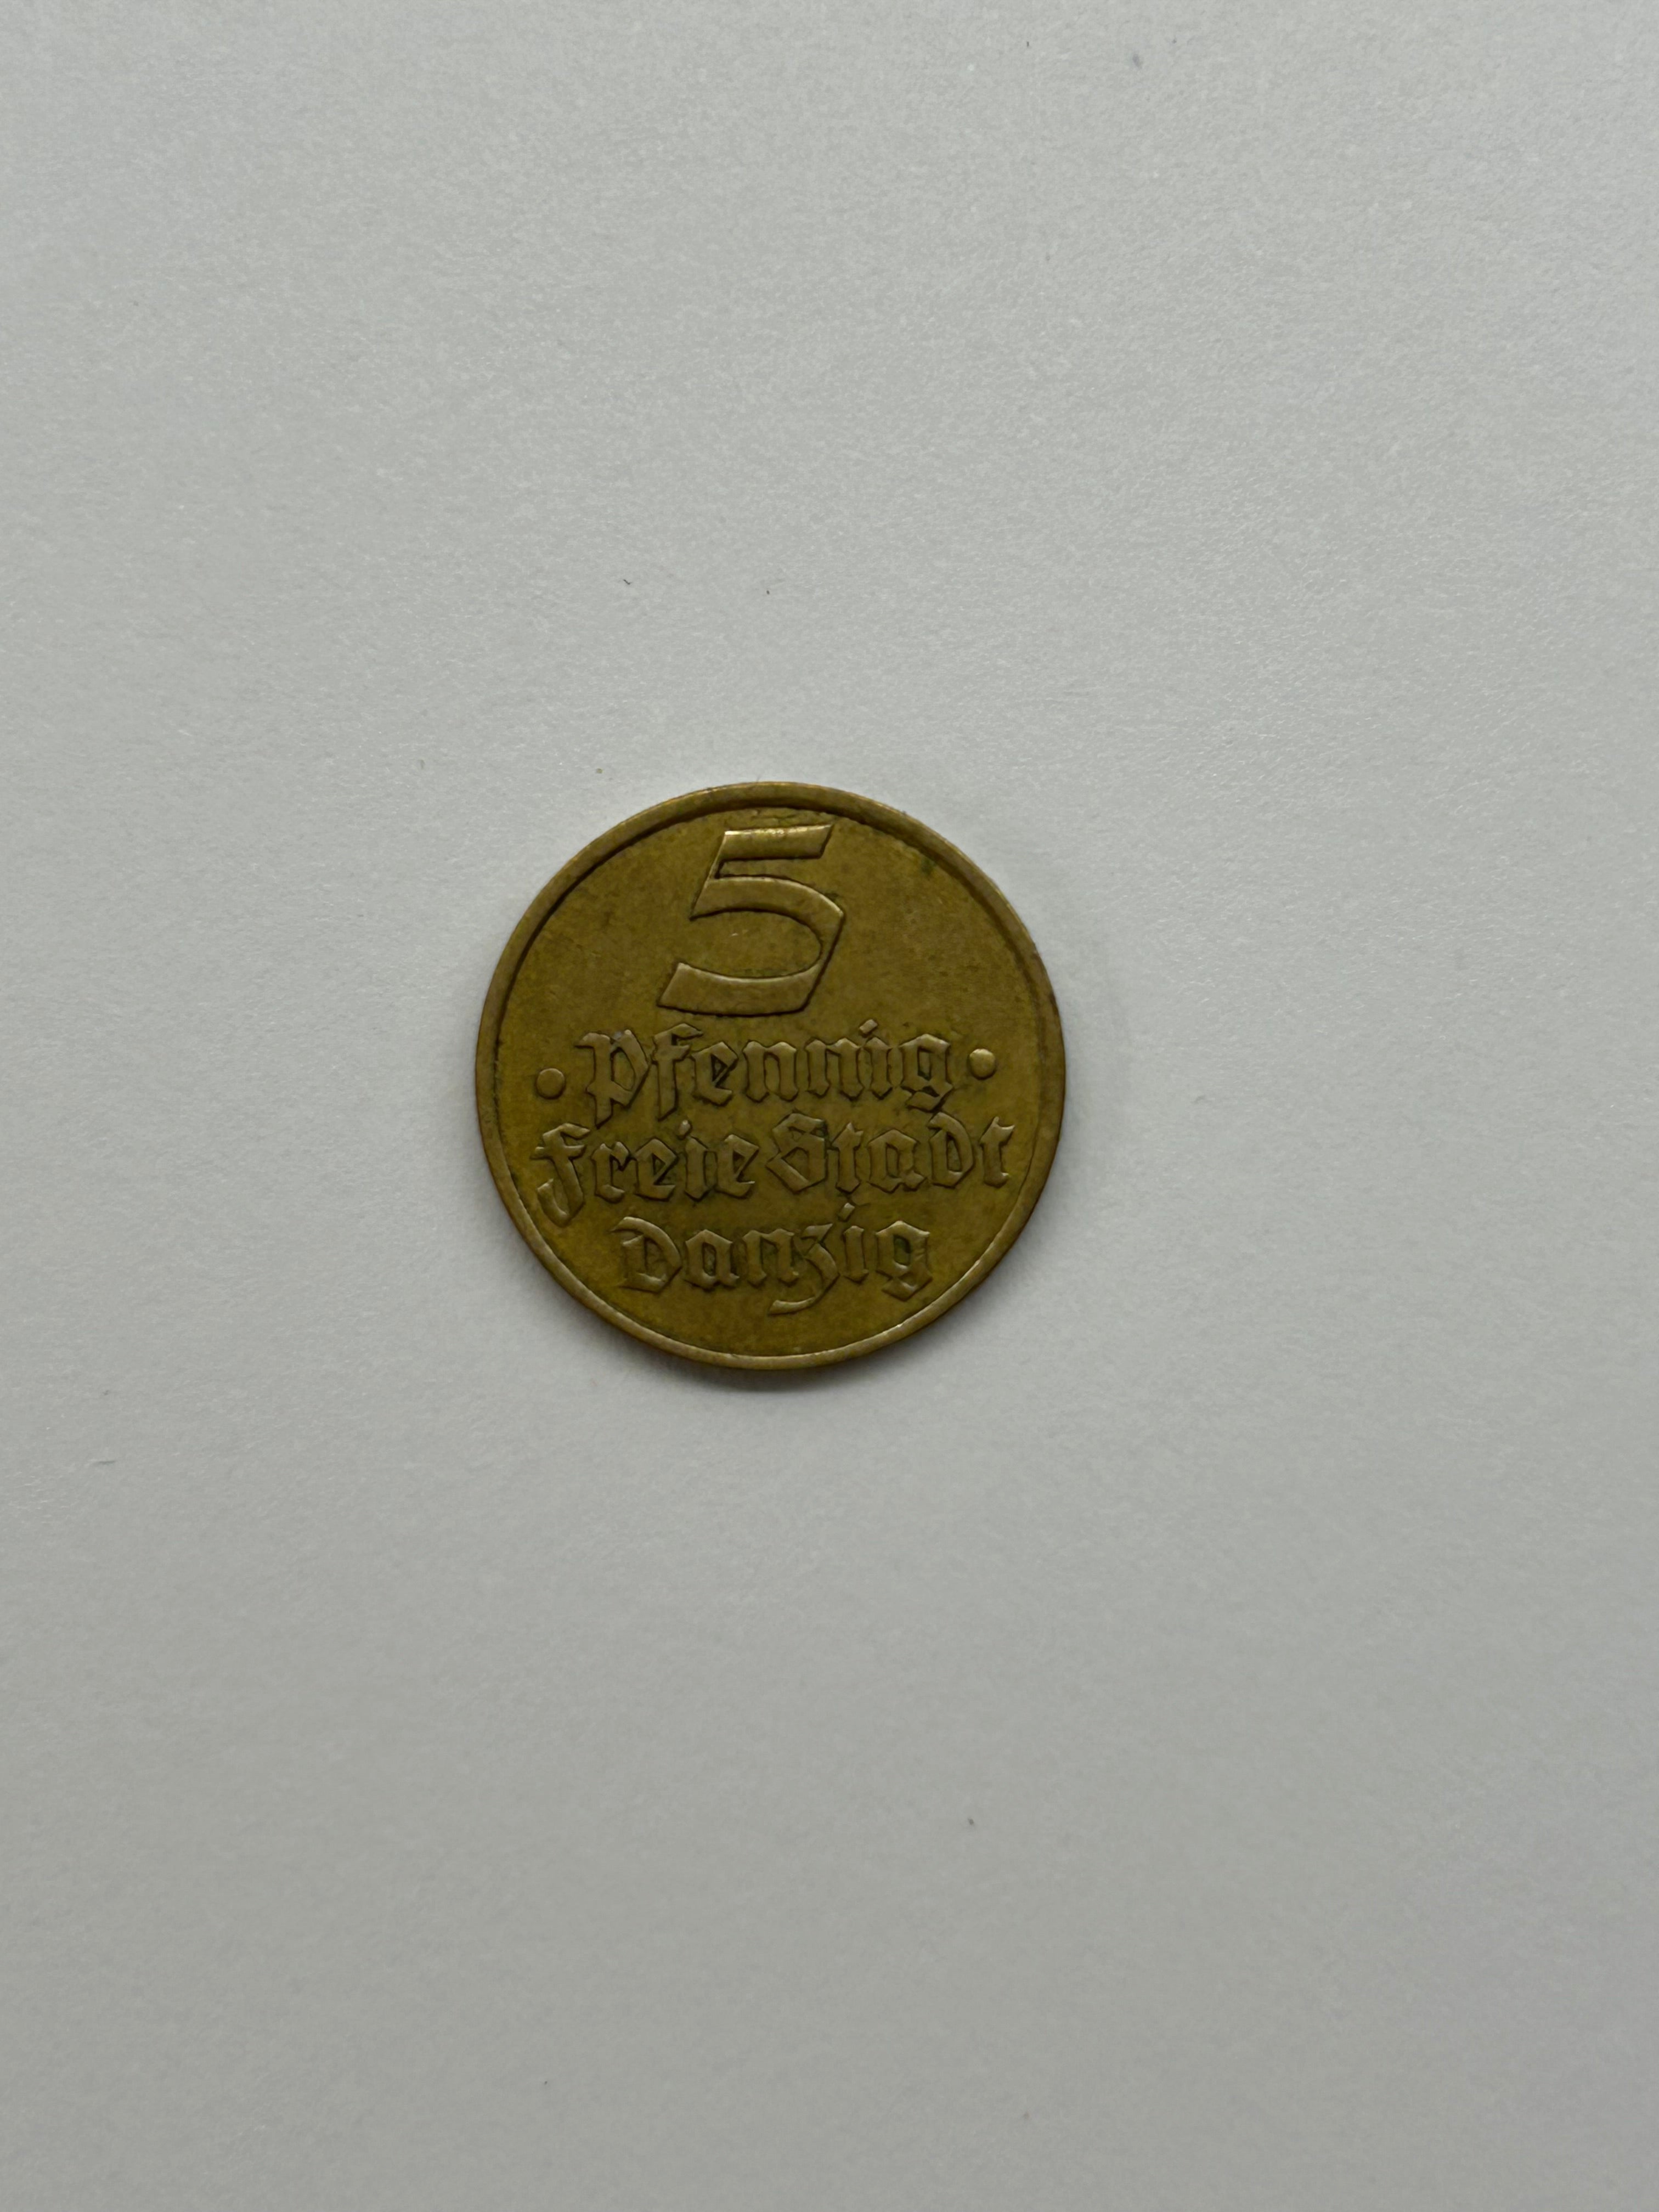 5
• Pfennig •
Freie Stadt
Danzig